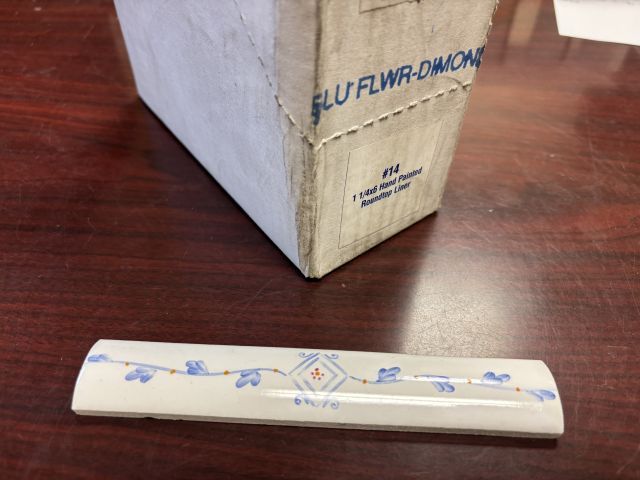 BLU FLWR-DIMOND
#14
1 1/4x6 Hand Painted
Roundtop Liner